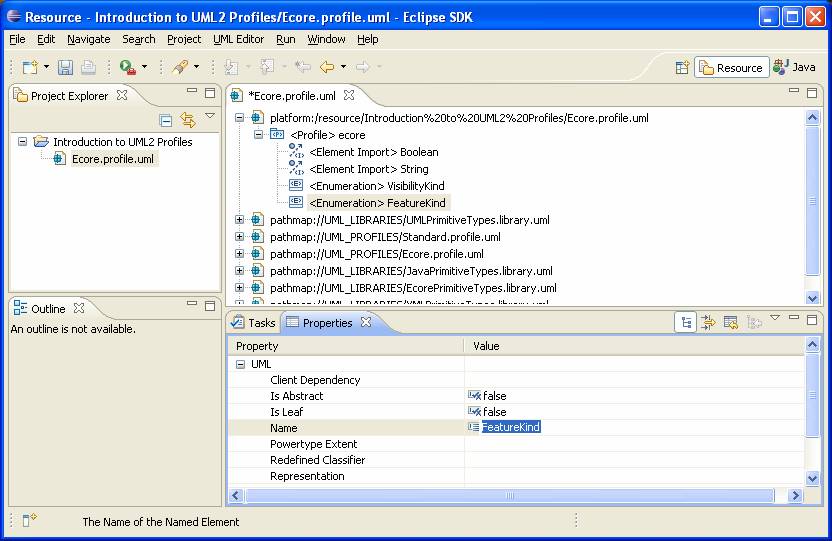 Resource - Introduction to UML2 Profiles/Ecore.profile.uml - Eclipse SDK
File Edit Navigate Search Project UML Editor Run Window Help
Resource Java
Project Explorer
Introduction to UML2 Profiles
Ecore.profile.uml
*Ecore.profile.uml
platform:/resource/Introduction%20to%20UML2%20Profiles/Ecore.profile.uml
<Profile> ecore
<Element Import> Boolean
<Element Import> String
<Enumeration> VisibilityKind
<Enumeration> FeatureKind
pathmap://UML_LIBRARIES/UMLPrimitiveTypes.library.uml
pathmap://UML_PROFILES/Standard.profile.uml
pathmap://UML_PROFILES/Ecore.profile.uml
pathmap://UML_LIBRARIES/JavaPrimitiveTypes.library.uml
pathmap://UML_LIBRARIES/EcorePrimitiveTypes.library.uml
pathmap://UML_LIBRARIES/XMLPrimitiveTypes.library.uml
Outline
An outline is not available.
Tasks Properties
Property Value
UML
Client Dependency
Is Abstract false
Is Leaf false
Name FeatureKind
Powertype Extent
Redefined Classifier
Representation
The Name of the Named Element